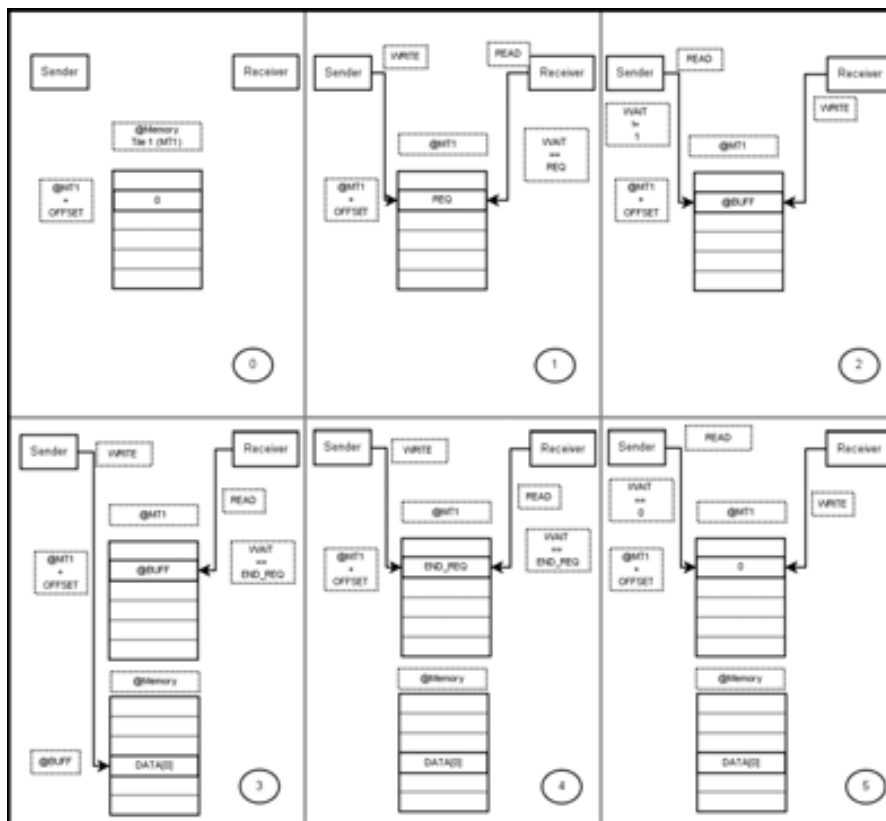 Sender
Receiver
@Memory
Tile 1 (MT1)
@MT1
+
OFFSET
0
0
Sender
WRITE
READ
Receiver
@MT1
WAIT
==
REQ
@MT1
+
OFFSET
REQ
1
Sender
READ
Receiver
WRITE
WAIT
!=
1
@MT1
@MT1
+
OFFSET
@BUFF
2
Sender
WRITE
Receiver
READ
@MT1
WAIT
==
END_REQ
@MT1
+
OFFSET
@BUFF
@Memory
@BUFF
DATA[0]
3
Sender
WRITE
Receiver
READ
@MT1
WAIT
==
END_REQ
@MT1
+
OFFSET
END_REQ
@Memory
DATA[0]
4
Sender
READ
Receiver
WAIT
==
0
WRITE
@MT1
@MT1
+
OFFSET
0
@Memory
DATA[0]
5